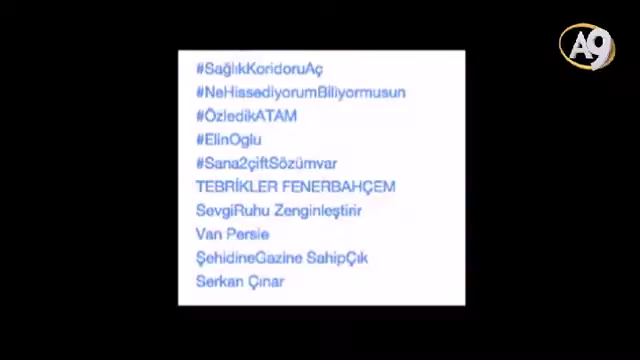 A9
#SağlıkKoridoruAç
#NeHissediyorumBiliyormusun
#ÖzledikATAM
#ElinOglu
#Sana2çiftSözümvar
TEBRİKLER FENERBAHÇEM
SevgiRuhu Zenginleştirir
Van Persie
ŞehidineGazine SahipÇık
Serkan Çınar